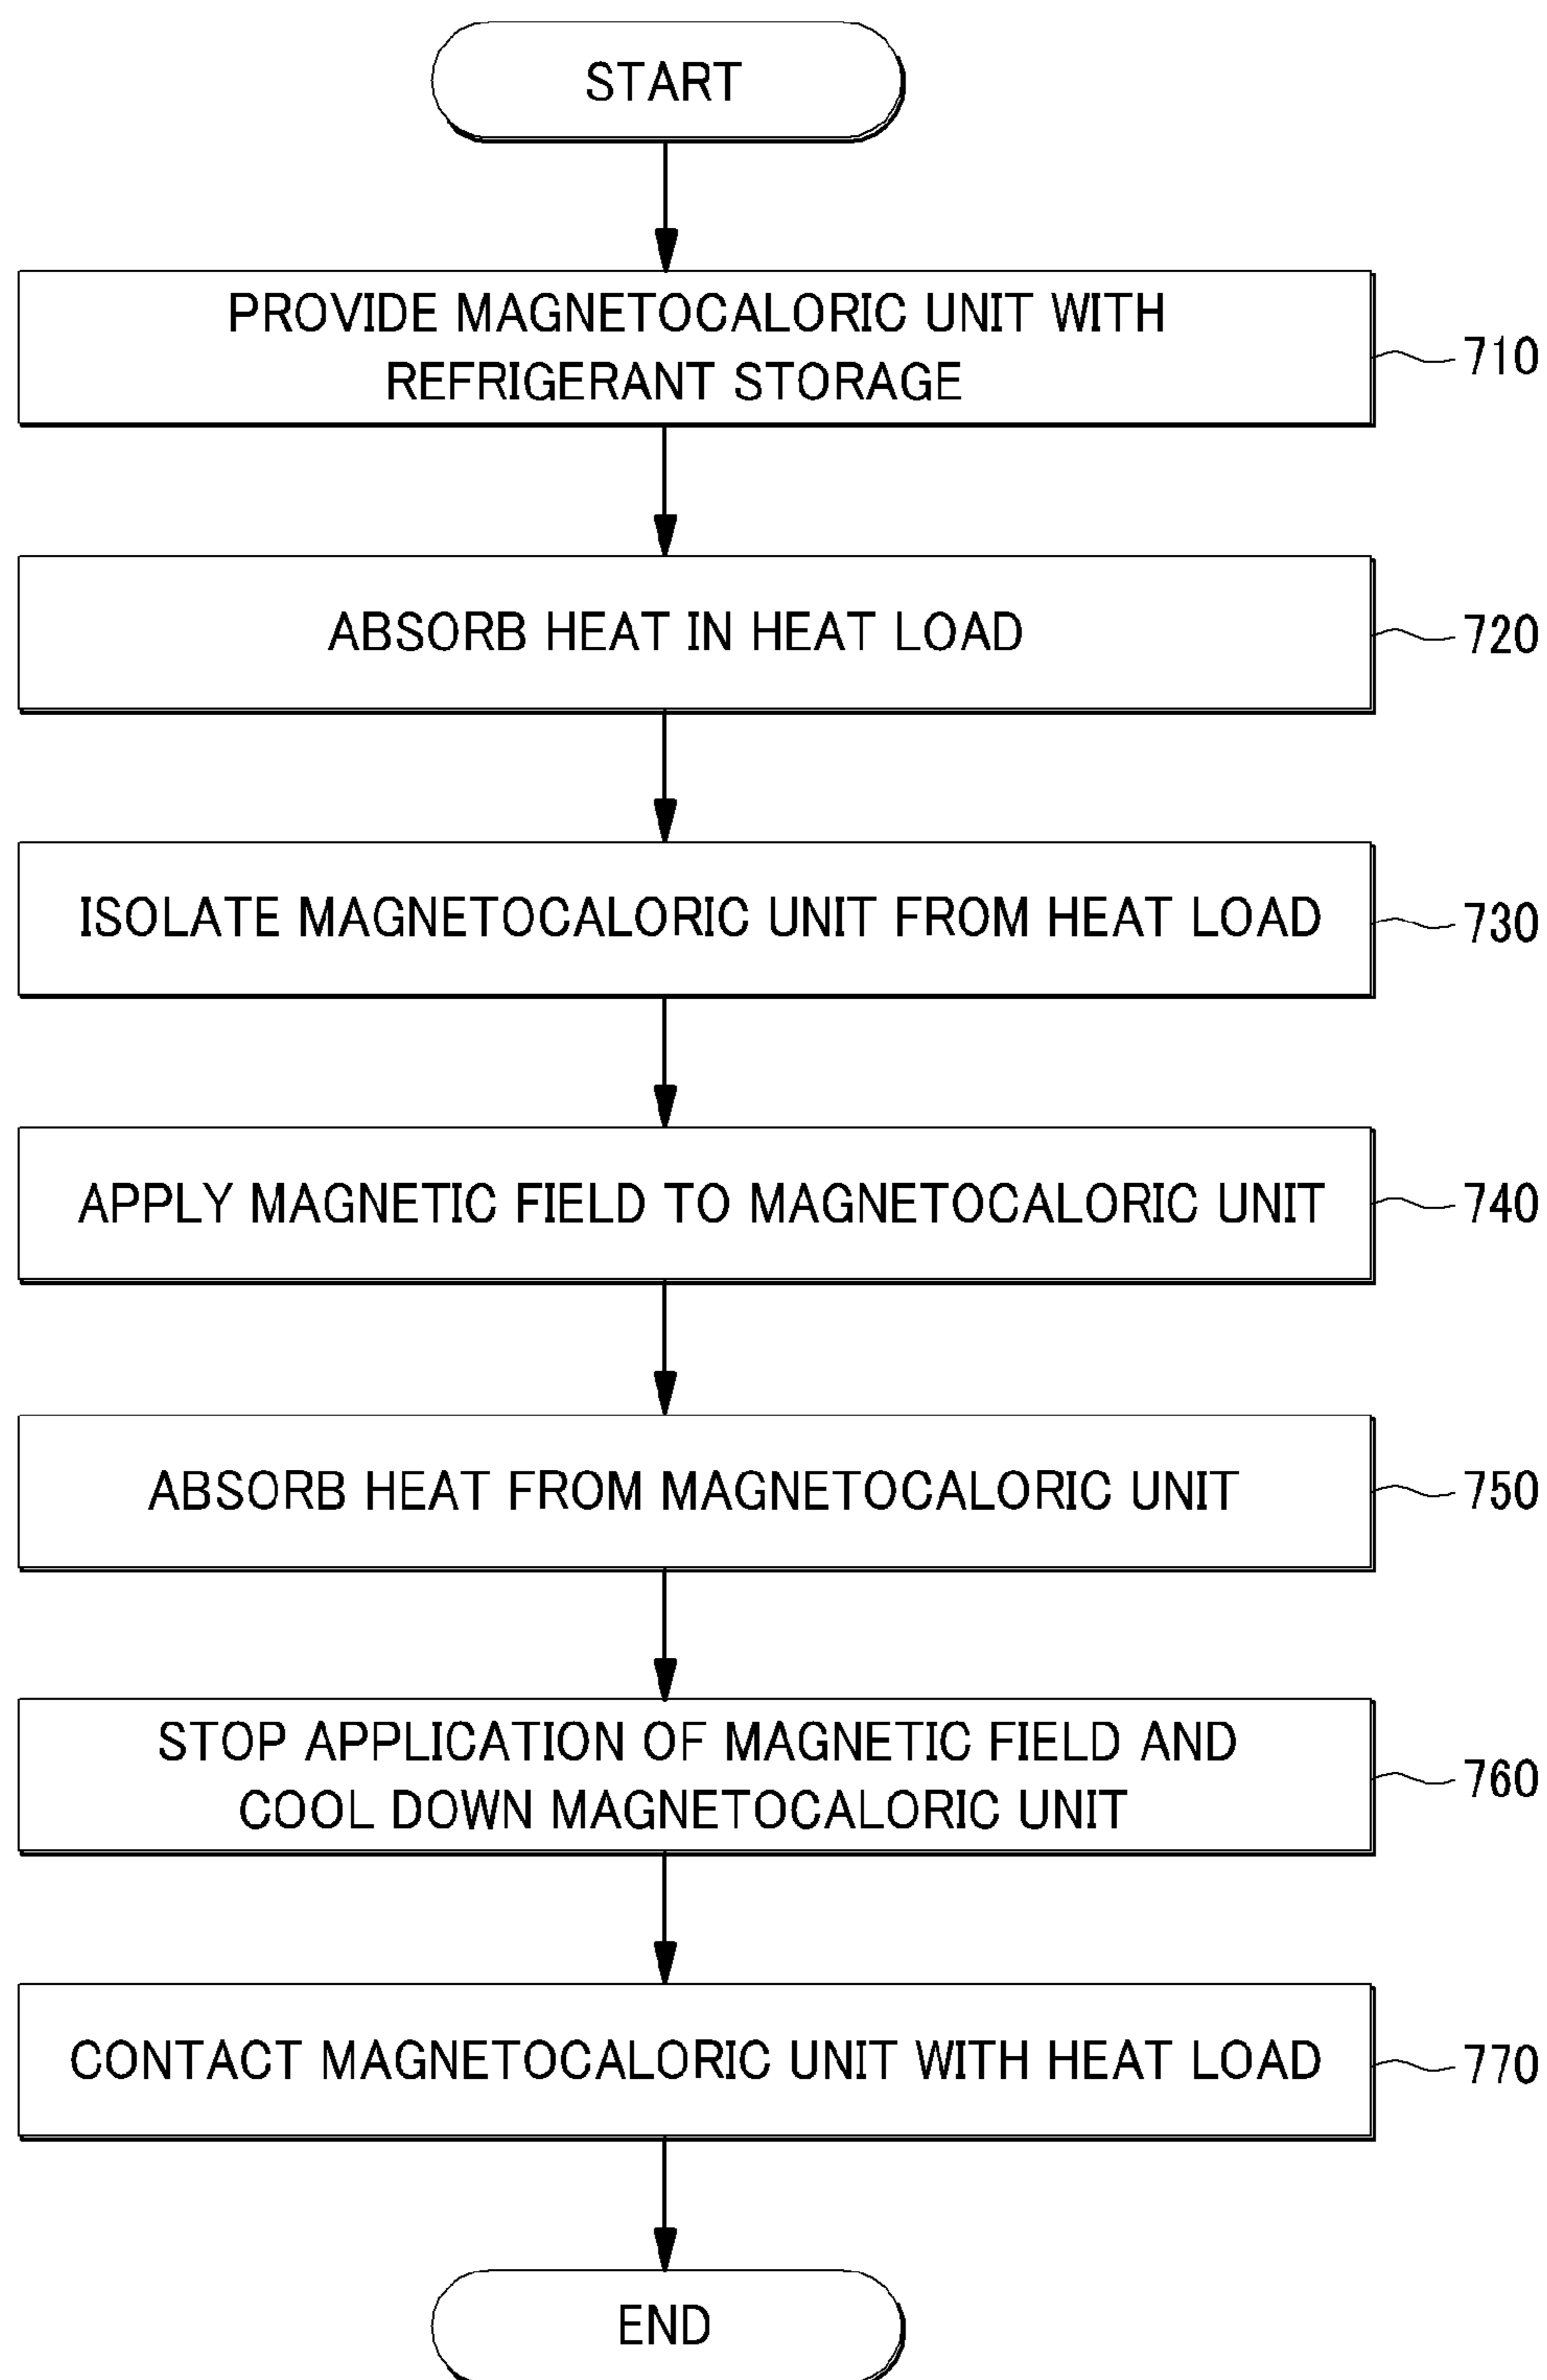 START
PROVIDE MAGNETOCALORIC UNIT WITH
REFRIGERANT STORAGE
710
ABSORB HEAT IN HEAT LOAD
720
ISOLATE MAGNETOCALORIC UNIT FROM HEAT LOAD
730
APPLY MAGNETIC FIELD TO MAGNETOCALORIC UNIT
740
ABSORB HEAT FROM MAGNETOCALORIC UNIT
750
STOP APPLICATION OF MAGNETIC FIELD AND
COOL DOWN MAGNETOCALORIC UNIT
760
CONTACT MAGNETOCALORIC UNIT WITH HEAT LOAD
770
END